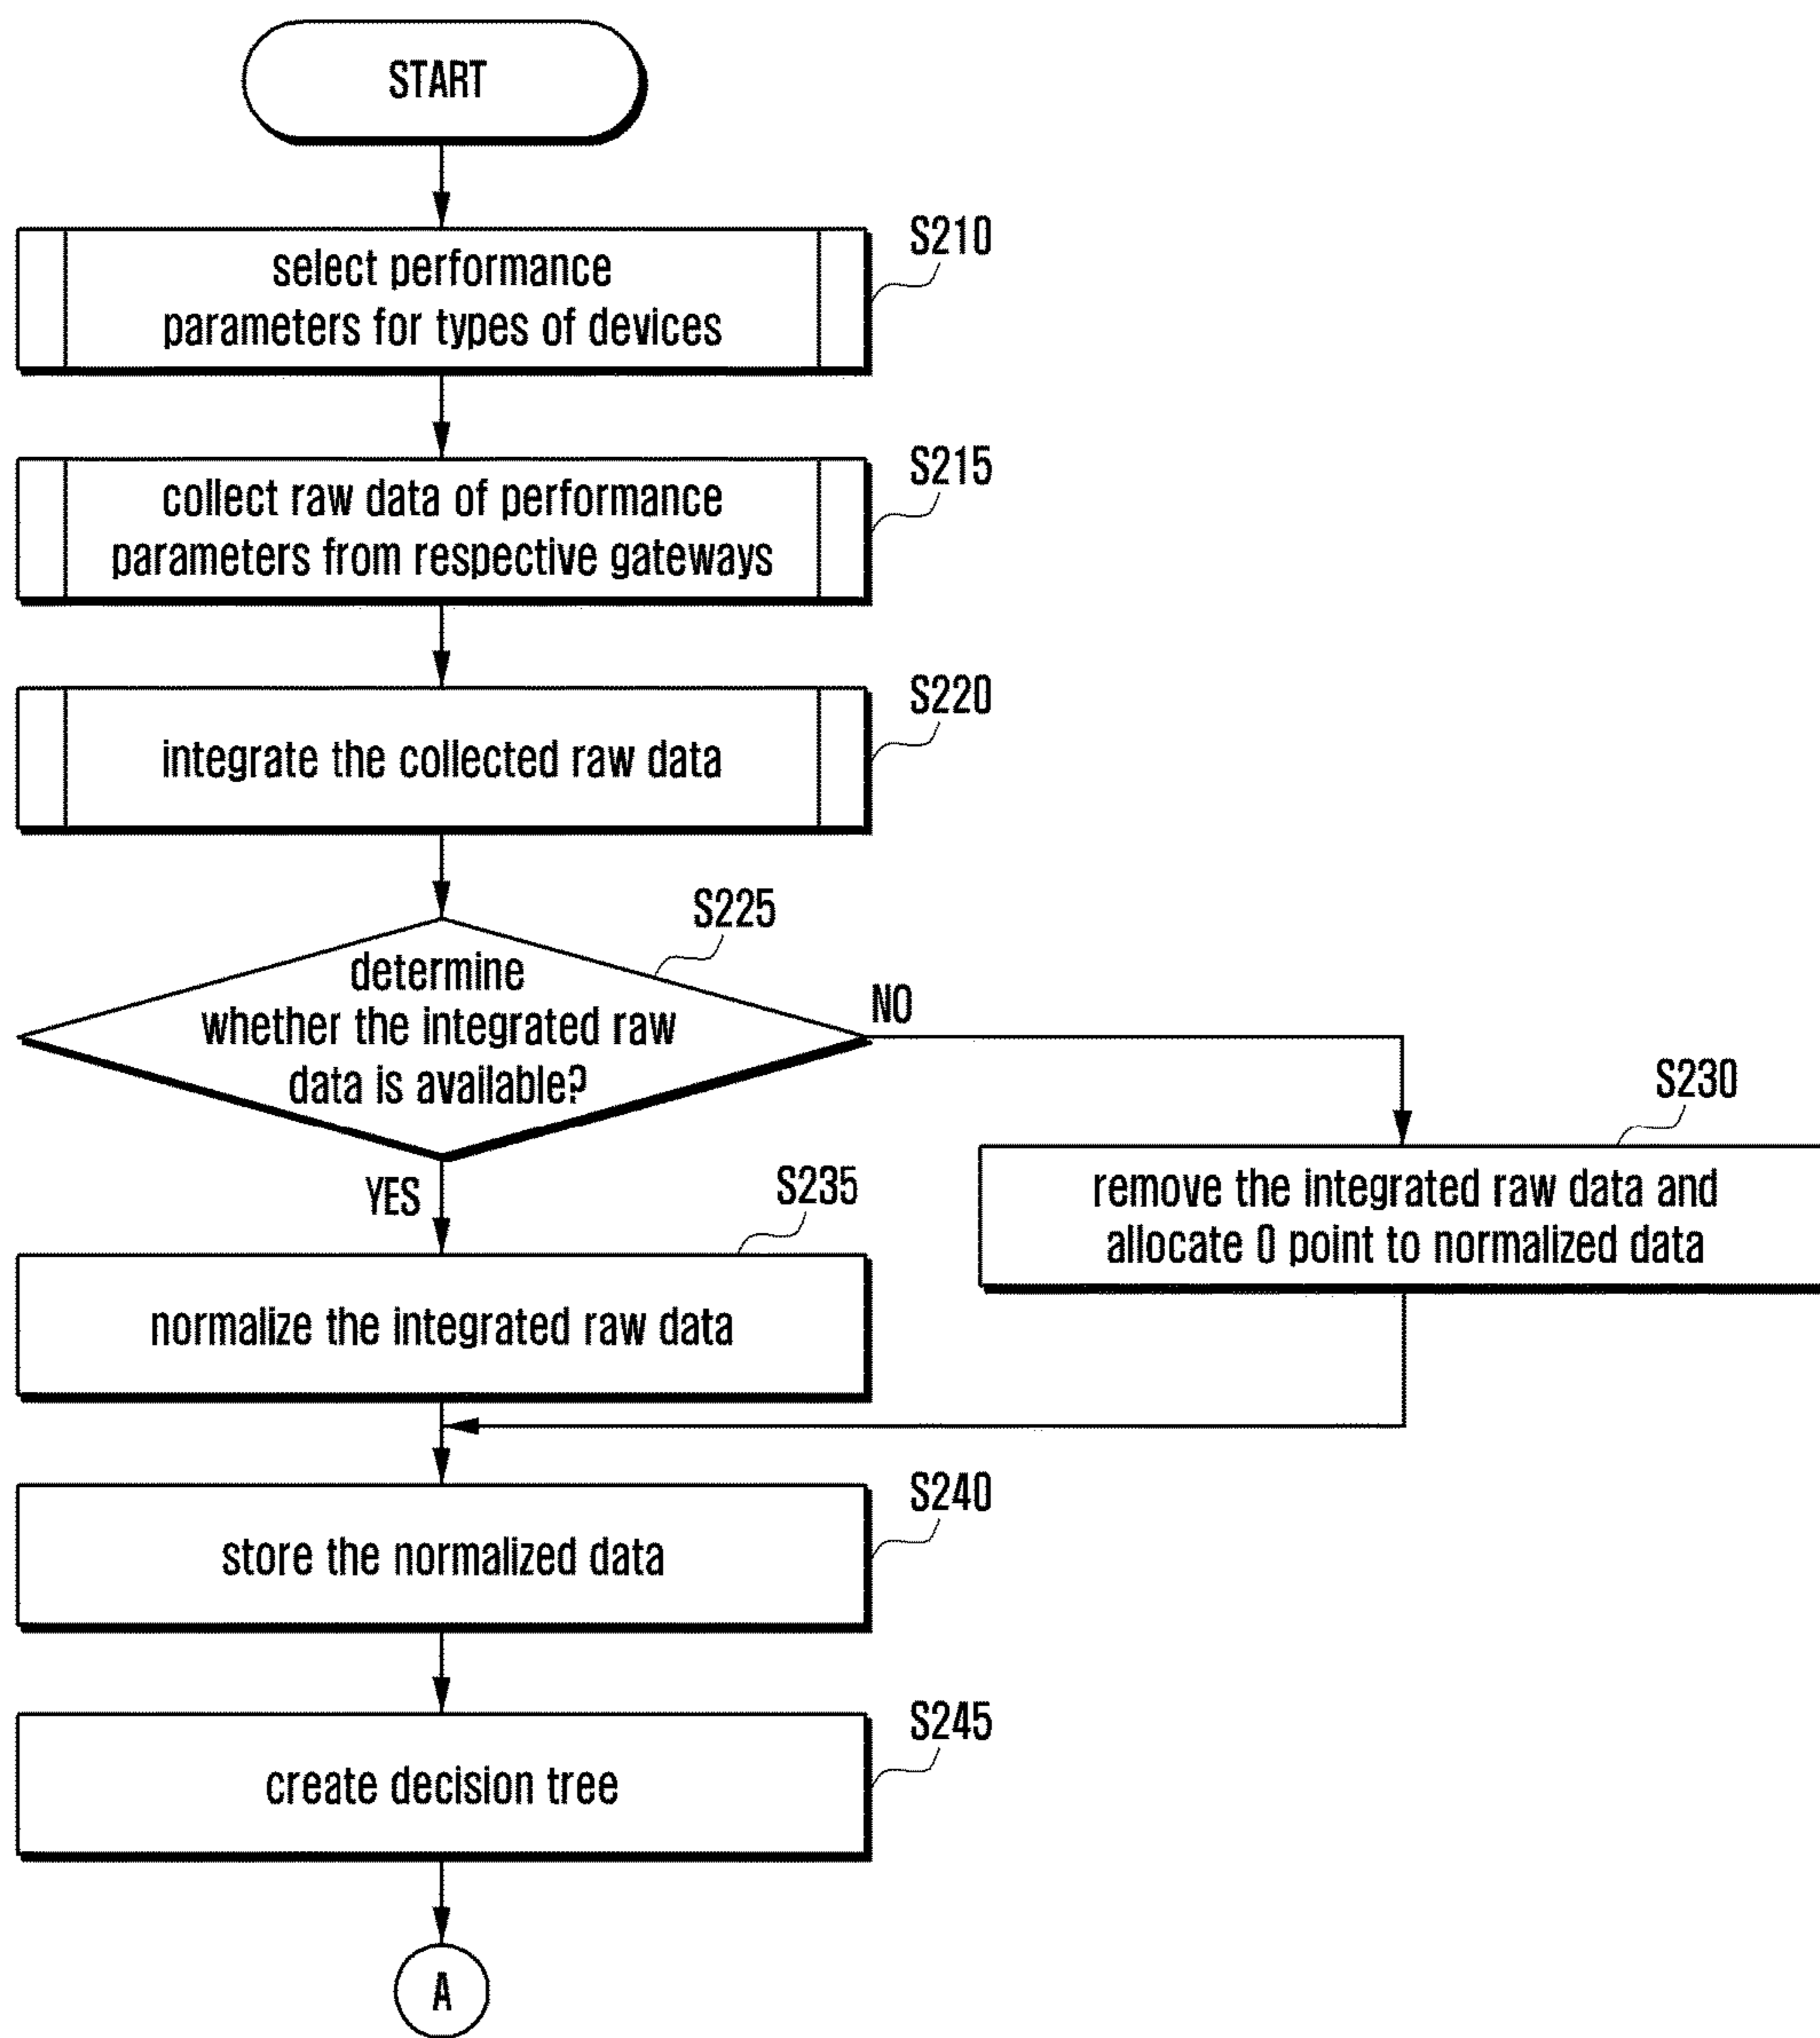 START
S210
select performance
parameters for types of devices
S215
collect raw data of performance
parameters from respective gateways
S220
integrate the collected raw data
S225
determine
whether the integrated raw
data is available?
NO
S230
remove the integrated raw data and
allocate 0 point to normalized data
YES
S235
normalize the integrated raw data
S240
store the normalized data
S245
create decision tree
A